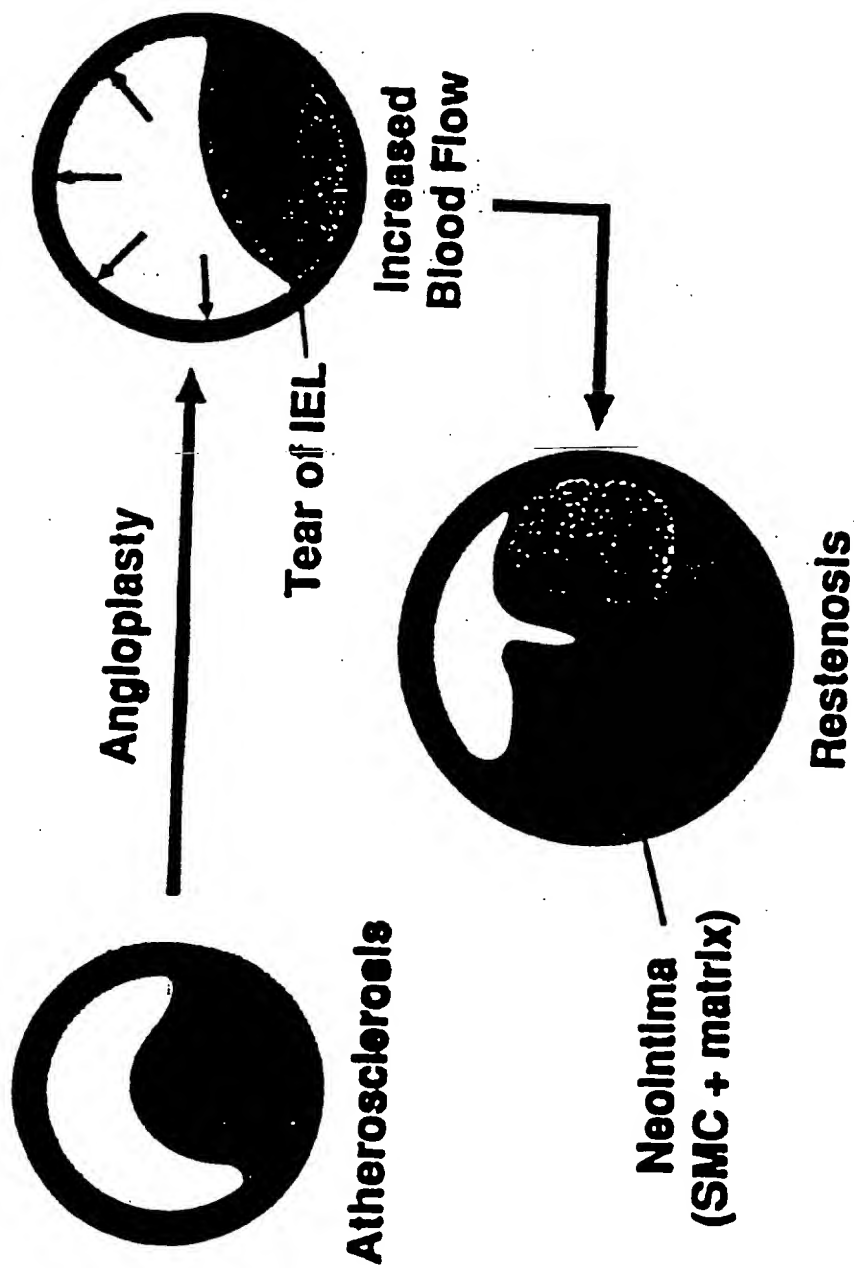 Atherosclerosis
Angioplasty
Tear of IEL
Increased
Blood Flow
Neointima
(SMC + matrix)
Restenosis